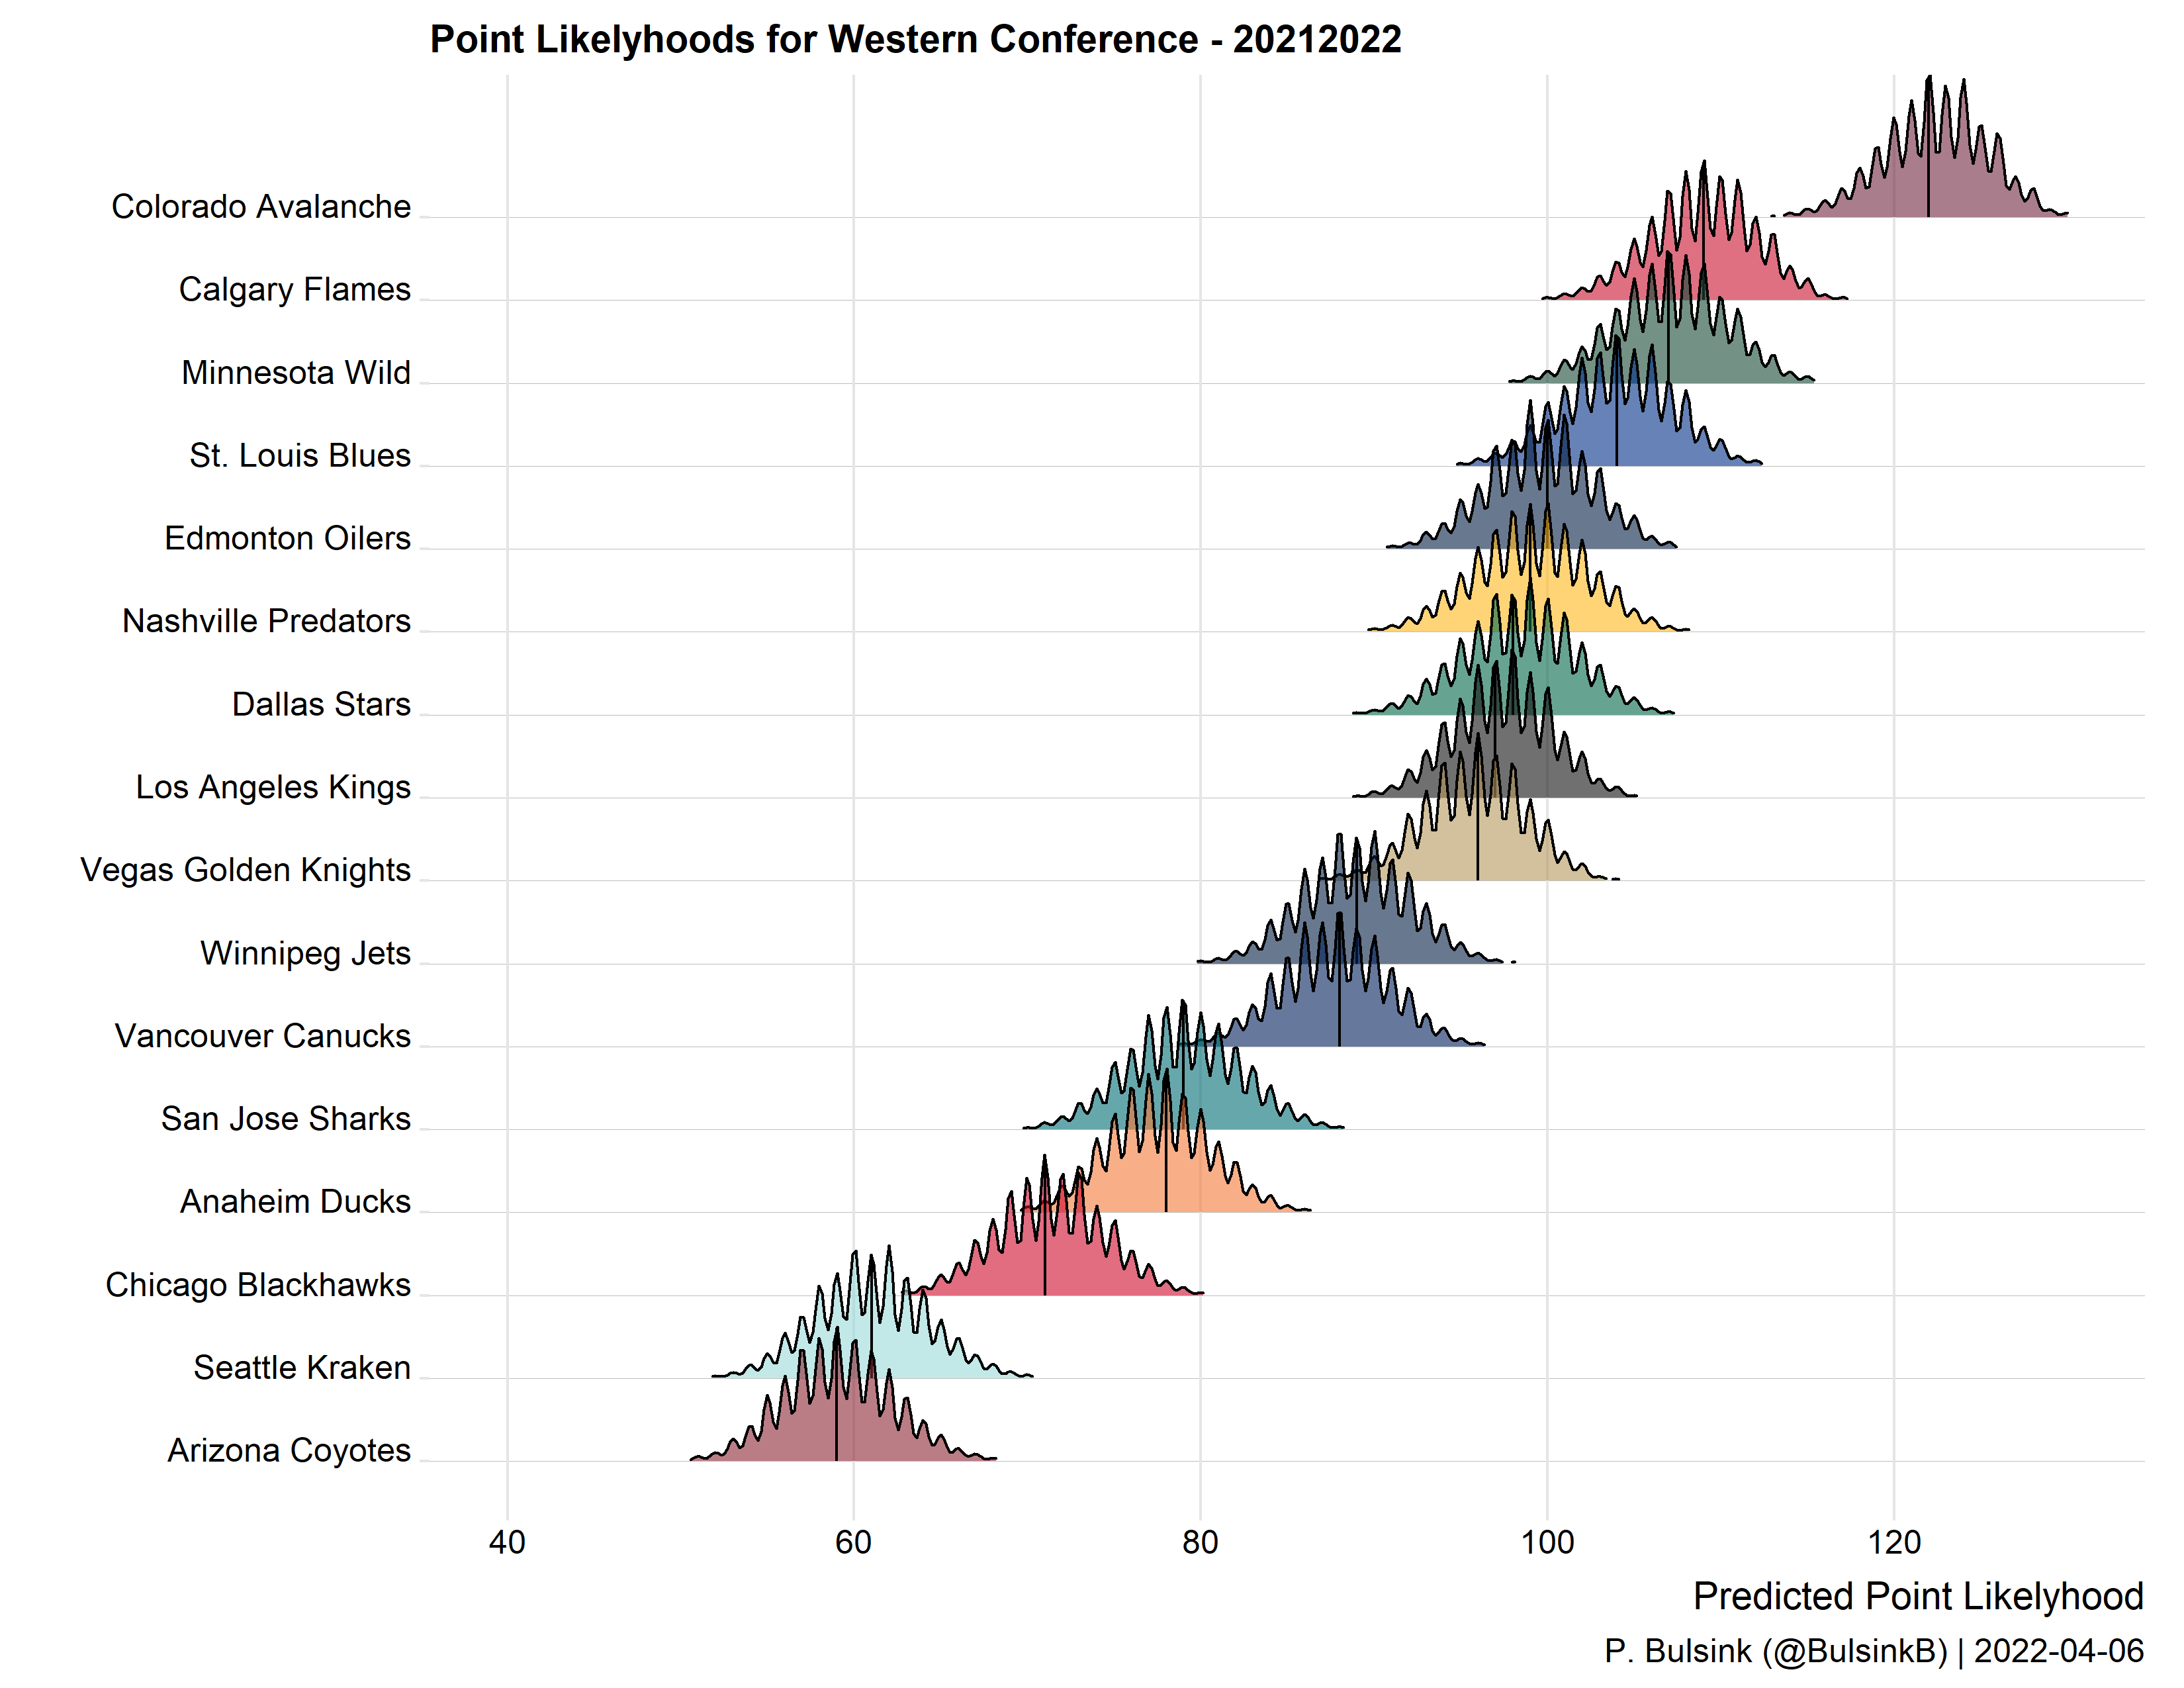 Point Likelyhoods for Western Conference - 20212022
Colorado Avalanche
Calgary Flames
Minnesota Wild
St. Louis Blues
Edmonton Oilers
Nashville Predators
Dallas Stars
Los Angeles Kings
Vegas Golden Knights
Winnipeg Jets
Vancouver Canucks
San Jose Sharks
Anaheim Ducks
Chicago Blackhawks
Seattle Kraken
Arizona Coyotes
40 60 80 100 120
Predicted Point Likelyhood
P. Bulsink (@BulsinkB) | 2022-04-06